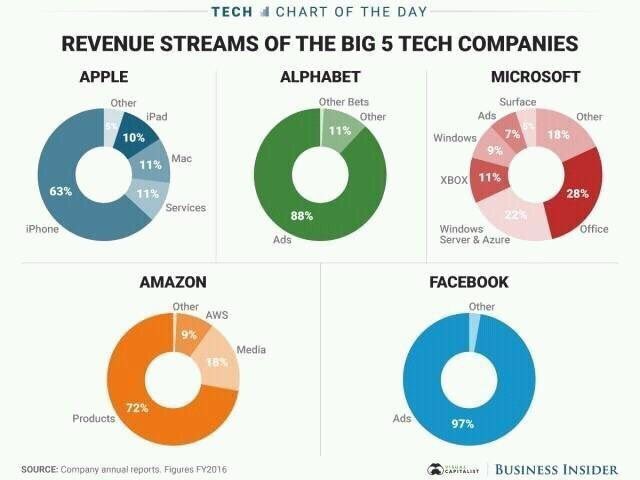 TECH CHART OF THE DAY
REVENUE STREAMS OF THE BIG 5 TECH COMPANIES
APPLE
Other
5%
iPad
10%
Mac
11%
Services
11%
63%
iPhone
ALPHABET
Other Bets
Other
11%
88%
Ads
MICROSOFT
Surface
Ads
5%
Other
7%
18%
Windows
9%
XBOX
11%
28%
22%
Windows
Server & Azure
Office
AMAZON
Other
AWS
9%
Media
18%
72%
Products
FACEBOOK
Other
Ads
97%
SOURCE: Company annual reports. Figures FY2016
VISUAL
CAPITALIST
BUSINESS INSIDER